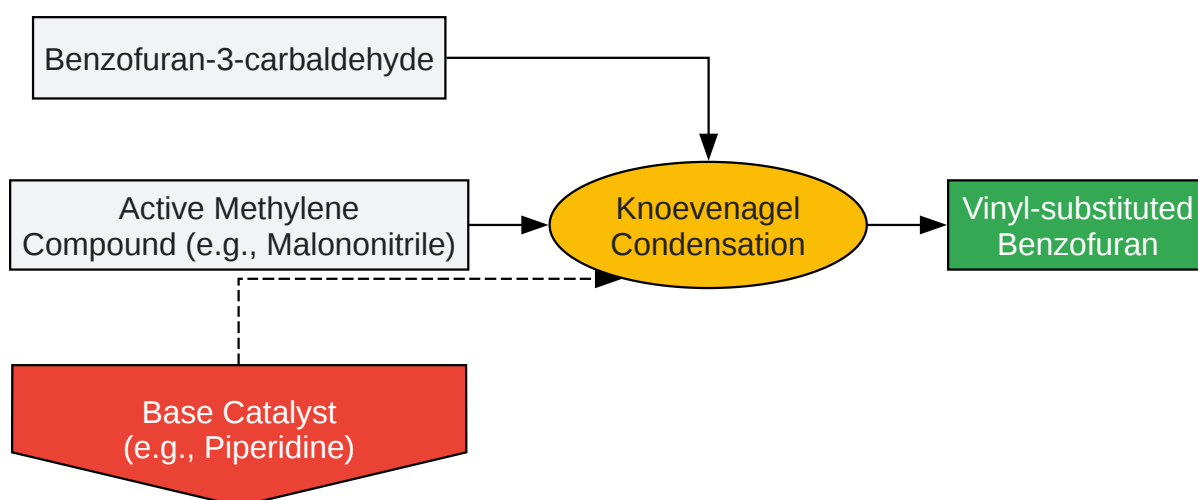 Benzofuran-3-carbaldehyde
Active Methylene
Compound (e.g., Malononitrile)
Knoevenagel
Condensation
Vinyl-substituted
Benzofuran
Base Catalyst
(e.g., Piperidine)